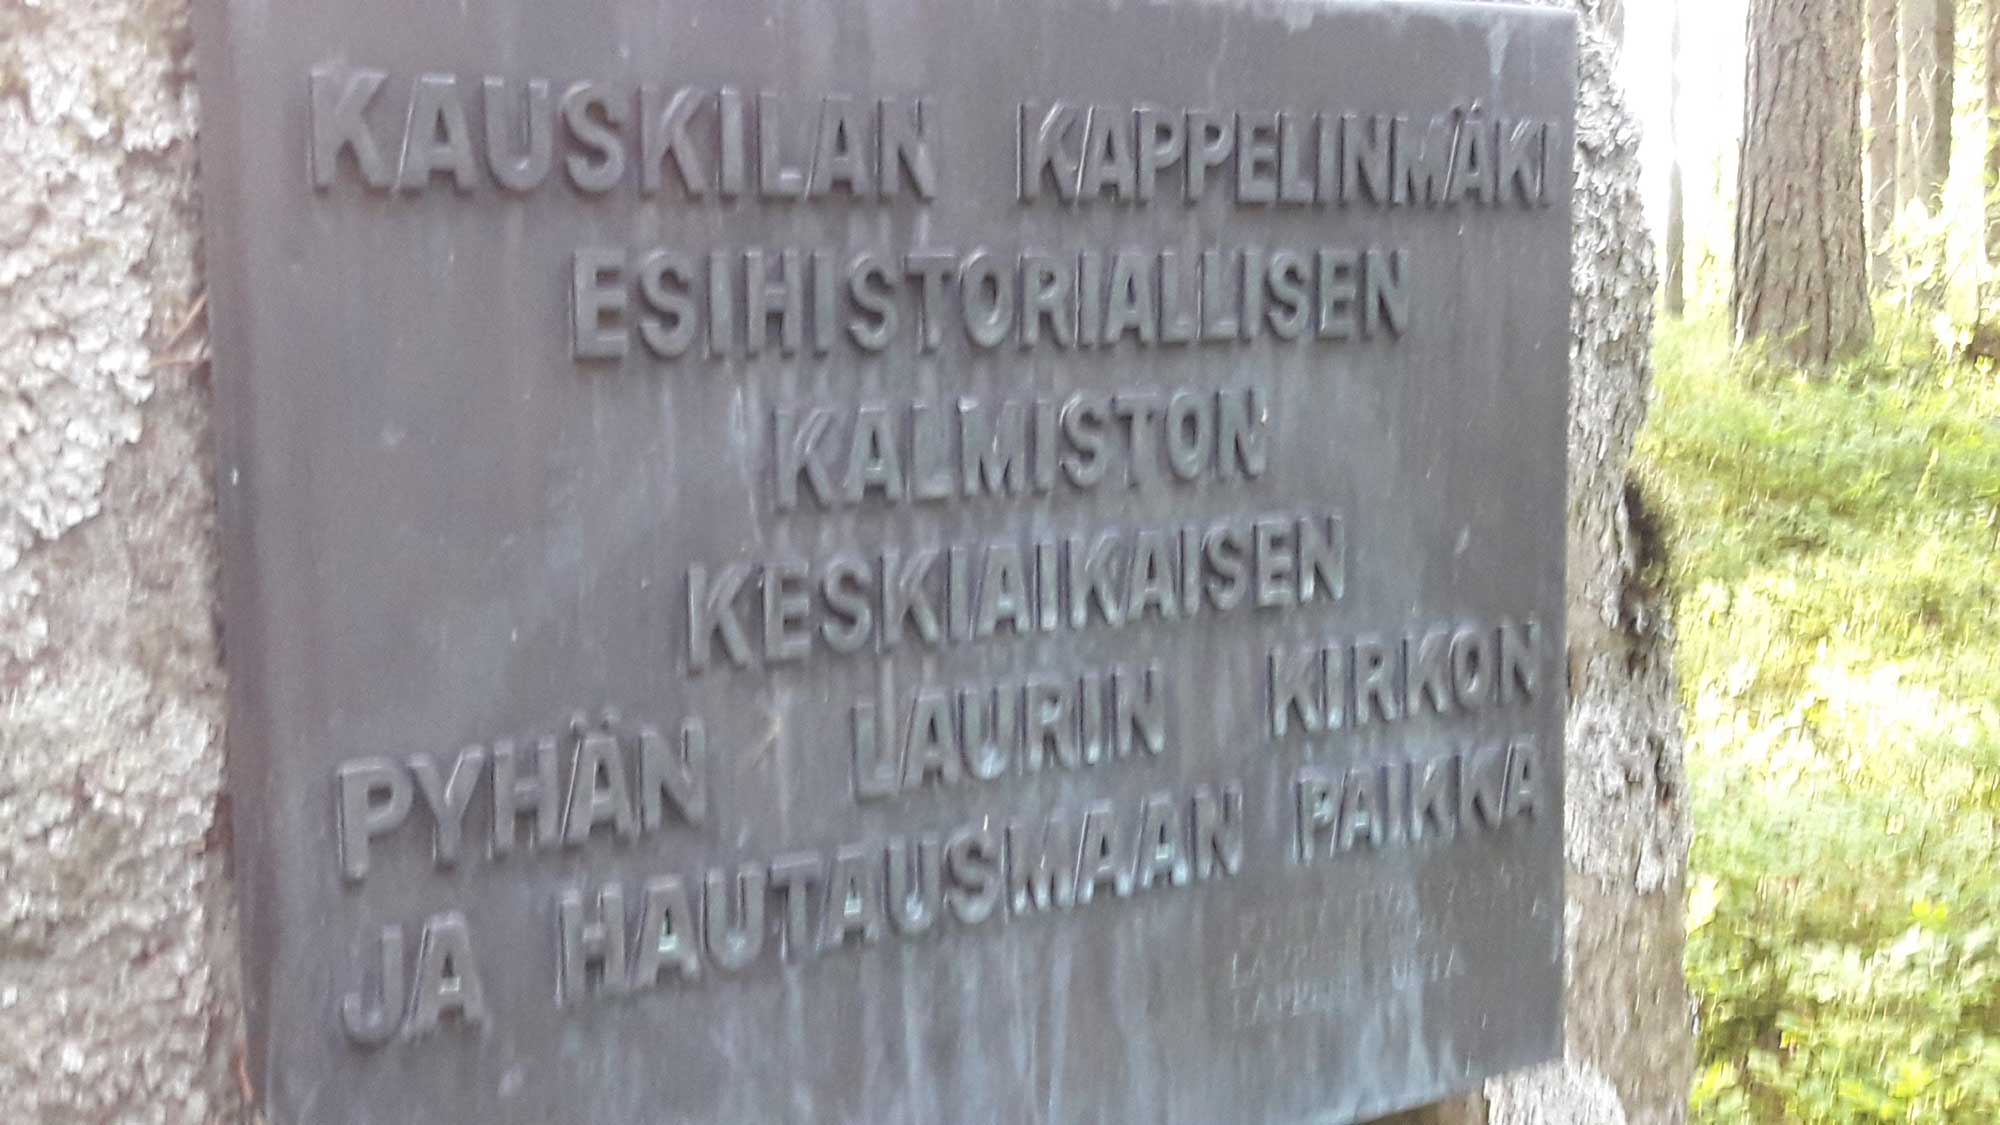 KAUSKILAN KAPPELINMÄKI
ESIHISTORIALLISEN
KALMISTON
KESKIAIKAISEN
PYHÄN LAURIN KIRKON
JA HAUTAUSMAAN PAIKKA